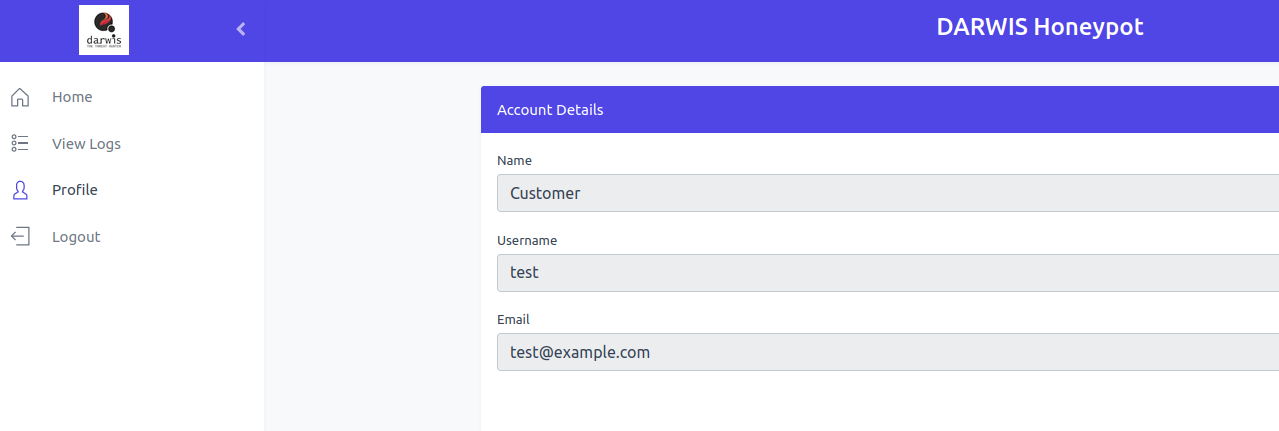 darwis
THE THREAT HUNTER
DARWIS Honeypot
Home
View Logs
Profile
Logout
Account Details
Name
Customer
Username
test
Email
test@example.com